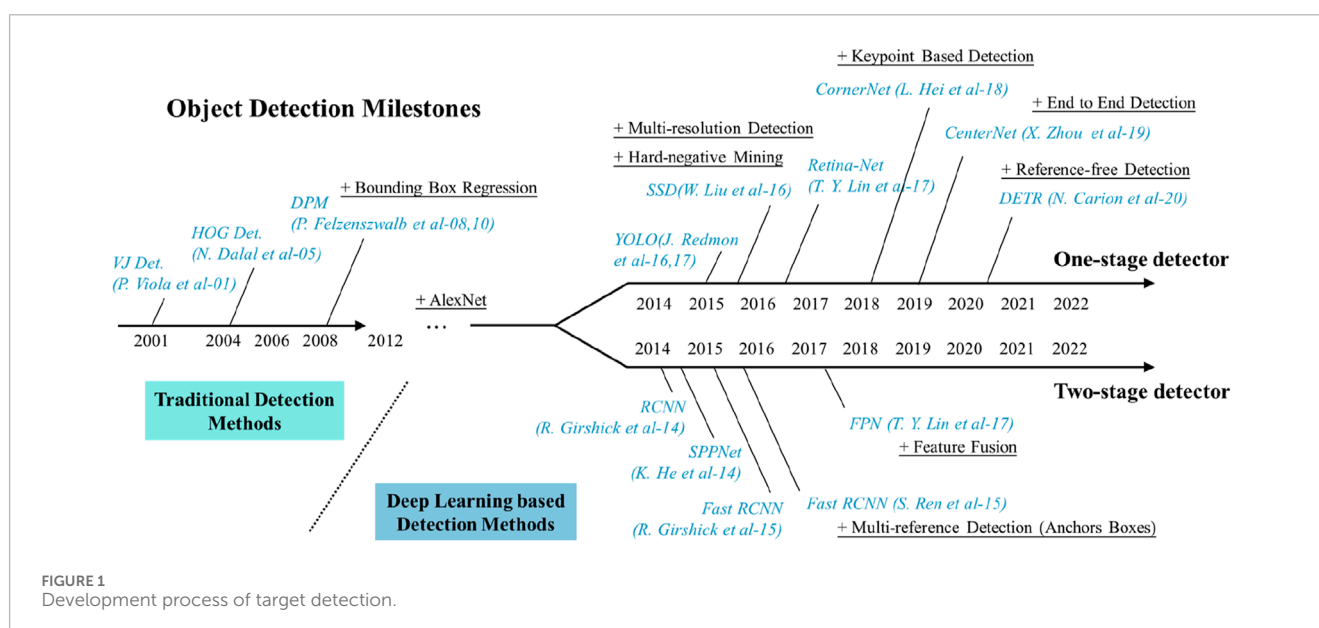 Object Detection Milestones
VJ Det.
(P. Viola et al-01)
HOG Det.
(N. Dalal et al-05)
+ Bounding Box Regression
DPM
(P. Felzenszwalb et al-08,10)
+ AlexNet
...
2001 2004 2006 2008 2012
+ Multi-resolution Detection
+ Hard-negative Mining
SSD(W. Liu et al-16)
YOLO(J. Redmon
et al-16,17)
Retina-Net
(T. Y. Lin et al-17)
+ Keypoint Based Detection
CornerNet (L. Hei et al-18)
+ End to End Detection
CenterNet (X. Zhou et al-19)
+ Reference-free Detection
DETR (N. Carion et al-20)
One-stage detector
2014 2015 2016 2017 2018 2019 2020 2021 2022
2014 2015 2016 2017 2018 2019 2020 2021 2022
Two-stage detector
RCNN
(R. Girshick et al-14)
SPPNet
(K. He et al-14)
Fast RCNN
(R. Girshick et al-15)
Fast RCNN (S. Ren et al-15)
+ Multi-reference Detection (Anchors Boxes)
FPN (T. Y. Lin et al-17)
+ Feature Fusion
Traditional Detection
Methods
Deep Learning based
Detection Methods
FIGURE 1
Development process of target detection.